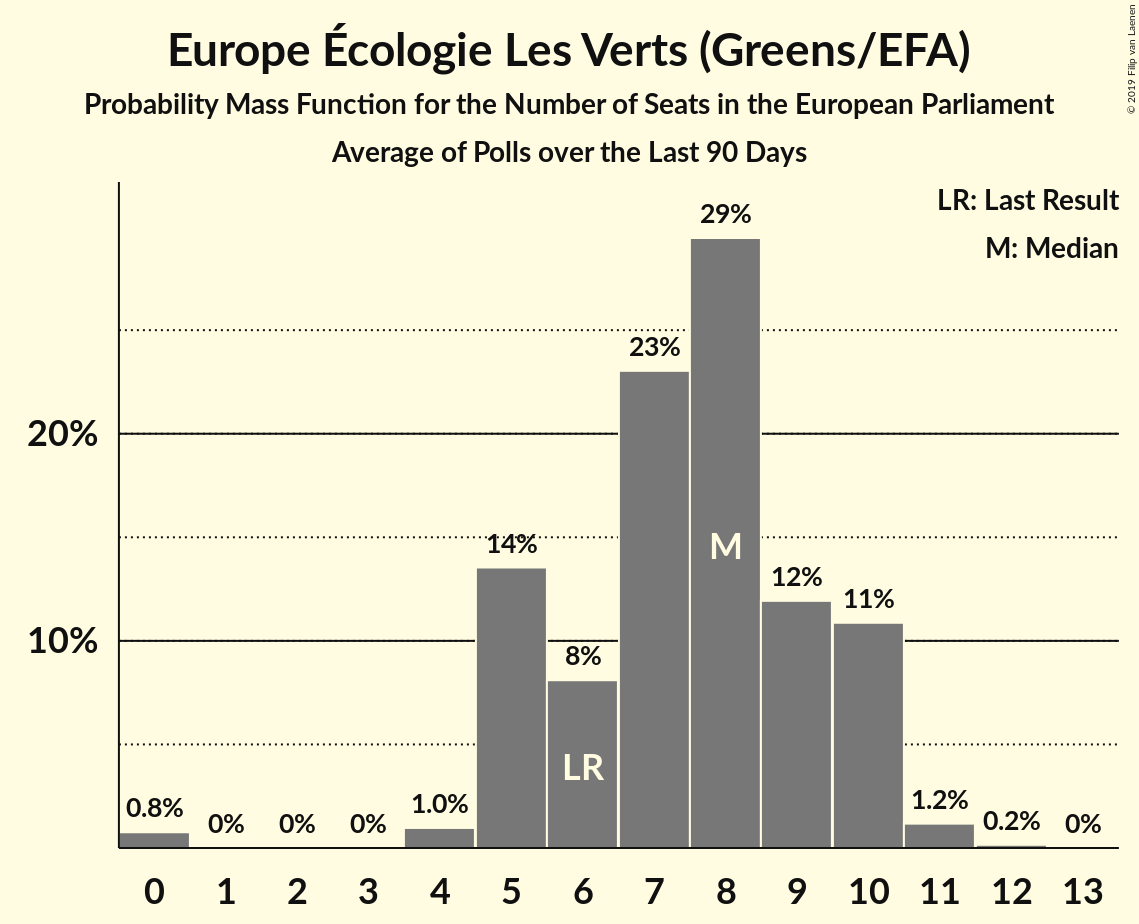 Europe Écologie Les Verts (Greens/EFA)
Probability Mass Function for the Number of Seats in the European Parliament
Average of Polls over the Last 90 Days
© 2019 Filip van Laenen
LR: Last Result
M: Median
29%
23%
20%
14%
M
12%
11%
10%
8%
LR
0.8%
0%
0%
0%
1.0%
1.2%
0.2%
0%
0 1 2 3 4 5 6 7 8 9 10 11 12 13